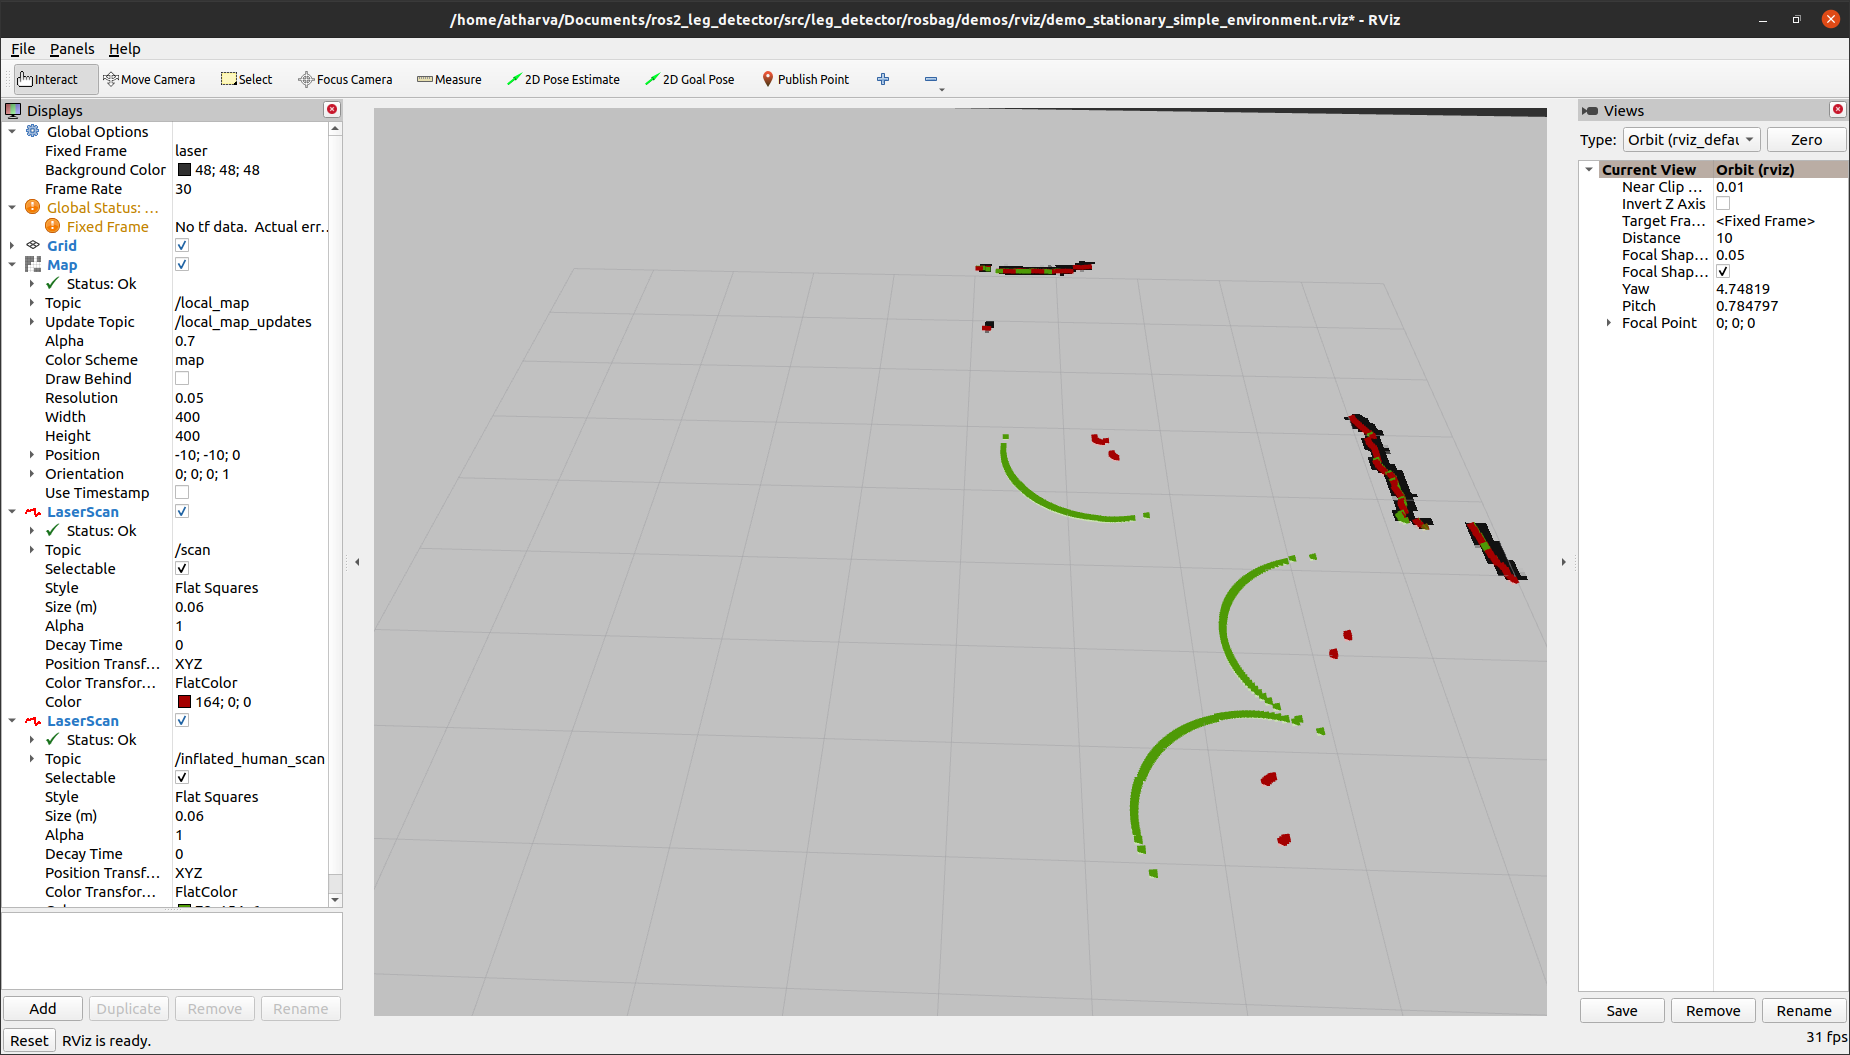 /home/atharva/Documents/ros2_leg_detector/src/leg_detector/rosbag/demos/rviz/demo_stationary_simple_environment.rviz* - RViz
File Panels Help
Interact Move Camera Select Focus Camera Measure 2D Pose Estimate 2D Goal Pose Publish Point
Displays
Global Options
Fixed Frame laser
Background Color 48; 48; 48
Frame Rate 30
Global Status: ...
Fixed Frame No tf data. Actual err..
Grid
Map
Status: Ok
Topic /local_map
Update Topic /local_map_updates
Alpha 0.7
Color Scheme map
Draw Behind
Resolution 0.05
Width 400
Height 400
Position -10; -10; 0
Orientation 0; 0; 0; 1
Use Timestamp
LaserScan
Status: Ok
Topic /scan
Selectable
Style Flat Squares
Size (m) 0.06
Alpha 1
Decay Time 0
Position Transf... XYZ
Color Transfor... FlatColor
Color 164; 0; 0
LaserScan
Status: Ok
Topic /inflated_human_scan
Selectable
Style Flat Squares
Size (m) 0.06
Alpha 1
Decay Time 0
Position Transf... XYZ
Color Transfor... FlatColor
Add Duplicate Remove Rename
Reset RViz is ready.
Views
Type: Orbit (rviz_defau Zero
Current View Orbit (rviz)
Near Clip ... 0.01
Invert Z Axis
Target Fra... <Fixed Frame>
Distance 10
Focal Shap... 0.05
Focal Shap...
Yaw 4.74819
Pitch 0.784797
Focal Point 0; 0; 0
Save Remove Rename
31 fps